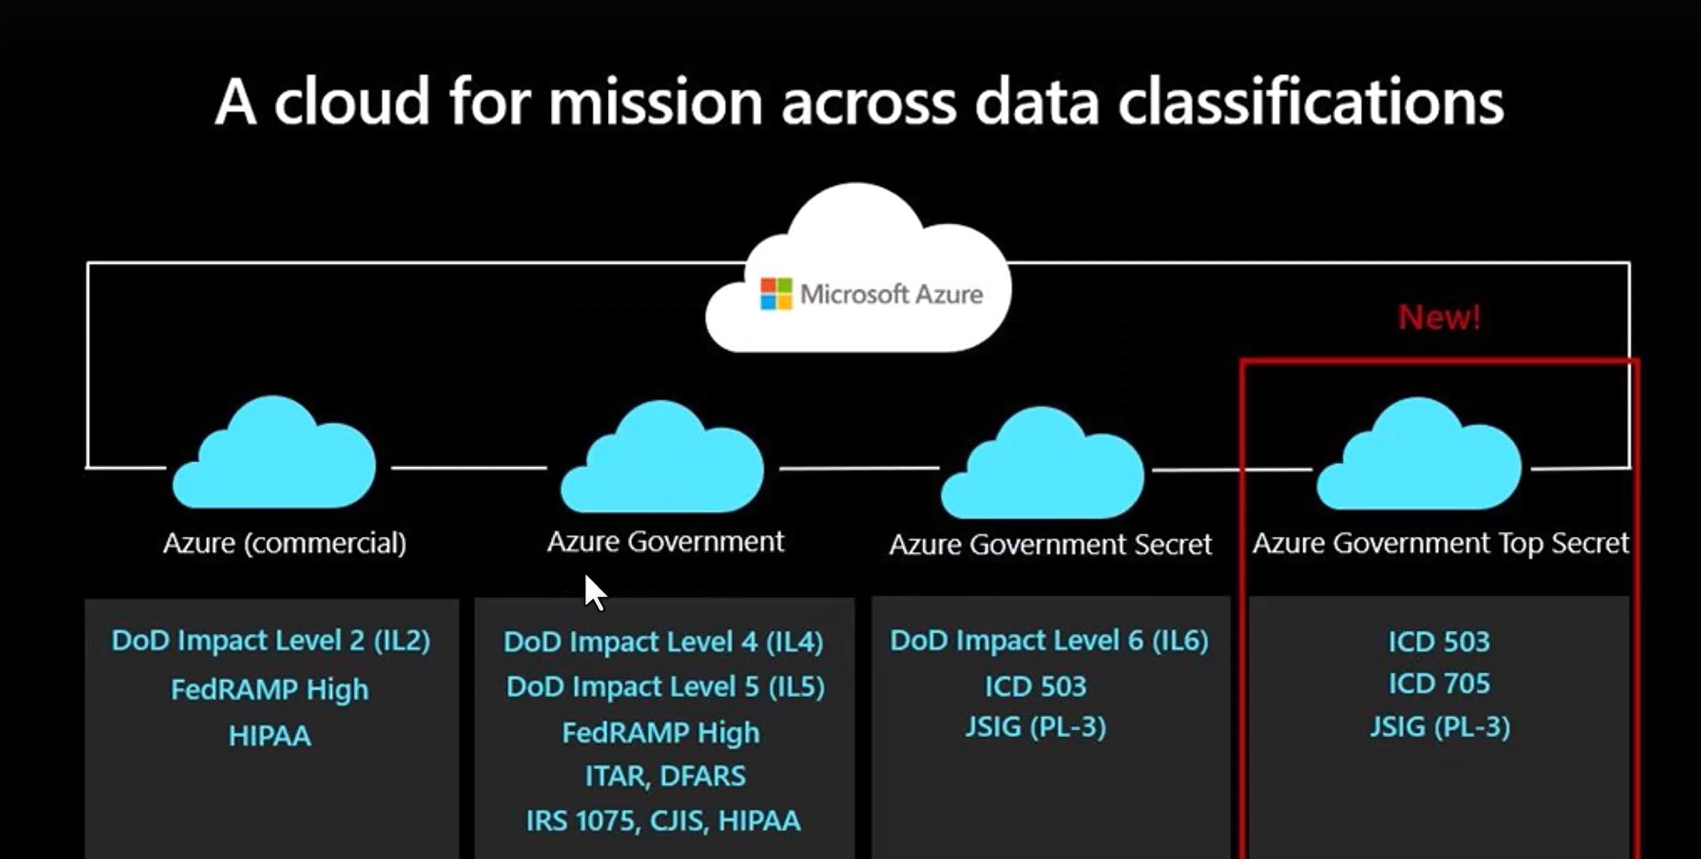 A cloud for mission across data classifications
Microsoft Azure
New!
Azure (commercial)
Azure Government
Azure Government Secret
Azure Government Top Secret
DoD Impact Level 2 (IL2)
FedRAMP High
HIPAA
DoD Impact Level 4 (IL4)
DoD Impact Level 5 (IL5)
FedRAMP High
ITAR, DFARS
IRS 1075, CJIS, HIPAA
DoD Impact Level 6 (IL6)
ICD 503
JSIG (PL-3)
ICD 503
ICD 705
JSIG (PL-3)